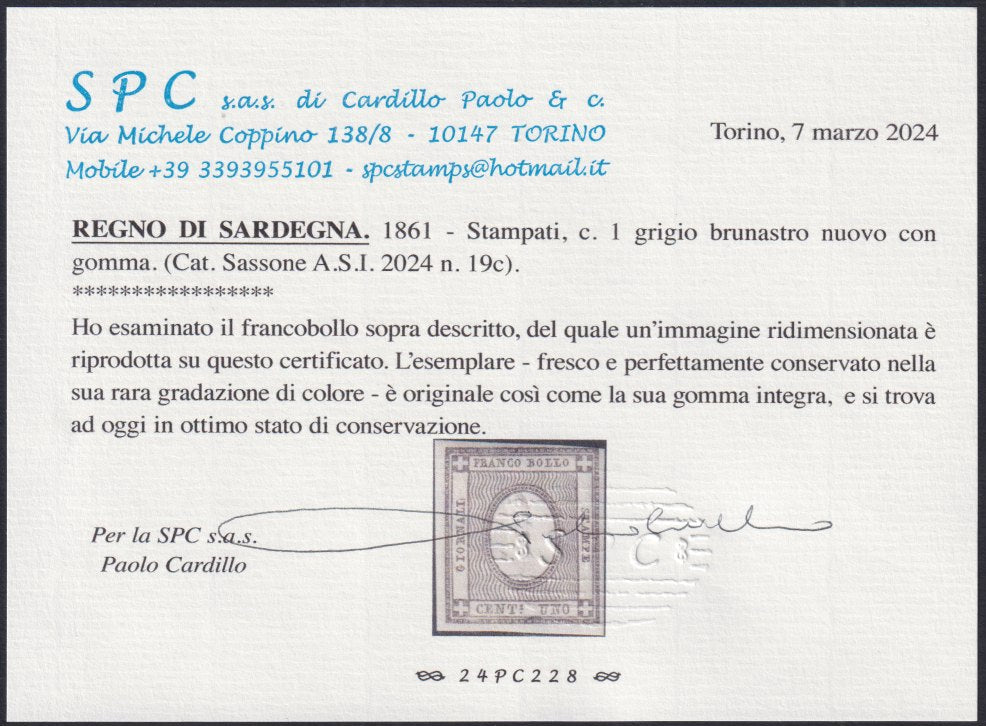 SPC s.a.s. di Cardillo Paolo & c.
Via Michele Coppino 138/8 - 10147 TORINO
Mobile +39 3393955101 - spcstamps@hotmail.it
Torino, 7 marzo 2024
REGNO DI SARDEGNA. 1861 - Stampati, c. 1 grigio brunastro nuovo con
gomma. (Cat. Sassone A.S.I. 2024 n. 19c).
*****************
Ho esaminato il francobollo sopra descritto, del quale un'immagine ridimensionata è
riprodotta su questo certificato. L'esemplare - fresco e perfettamente conservato nella
sua rara gradazione di colore - è originale così come la sua gomma integra, e si trova
ad oggi in ottimo stato di conservazione.
FRANCO BOLLO
GIORNALI
CENT: UNO
Per la SPC s.a.s.
Paolo Cardillo
24PC228